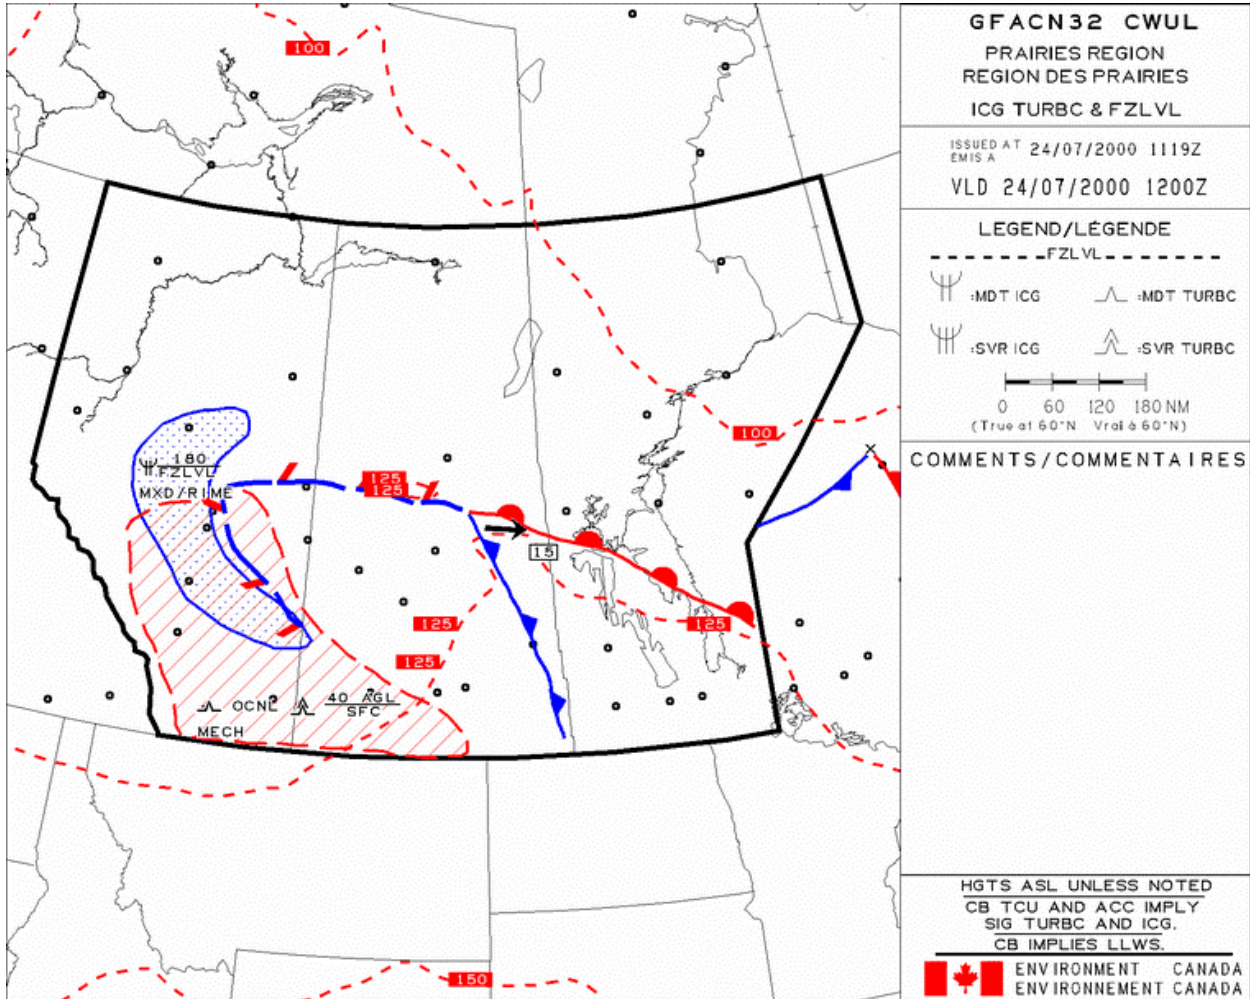 GFACN32 CWUL
PRAIRIES REGION
REGION DES PRAIRIES
ICG TURBC & FZLVL
ISSUED AT
ÉMIS A
24/07/2000 1119Z
VLD 24/07/2000 1200Z
LEGEND/LÉGENDE
FZLVL
:MDT ICG
:MDT TURBC
:SVR ICG
:SVR TURBC
0 60 120 180 NM
(True at 60°N Vrai à 60°N)
COMMENTS/COMMENTAIRES
HGTS ASL UNLESS NOTED
CB TCU AND ACC IMPLY
SIG TURBC AND ICG.
CB IMPLIES LLWS.
ENVIRONMENT CANADA
ENVIRONNEMENT CANADA
100
100
180
FZLVL
MXD/RIME
125
125
15
125
125
125
OCNL
40 AGL
SFC
MECH
150